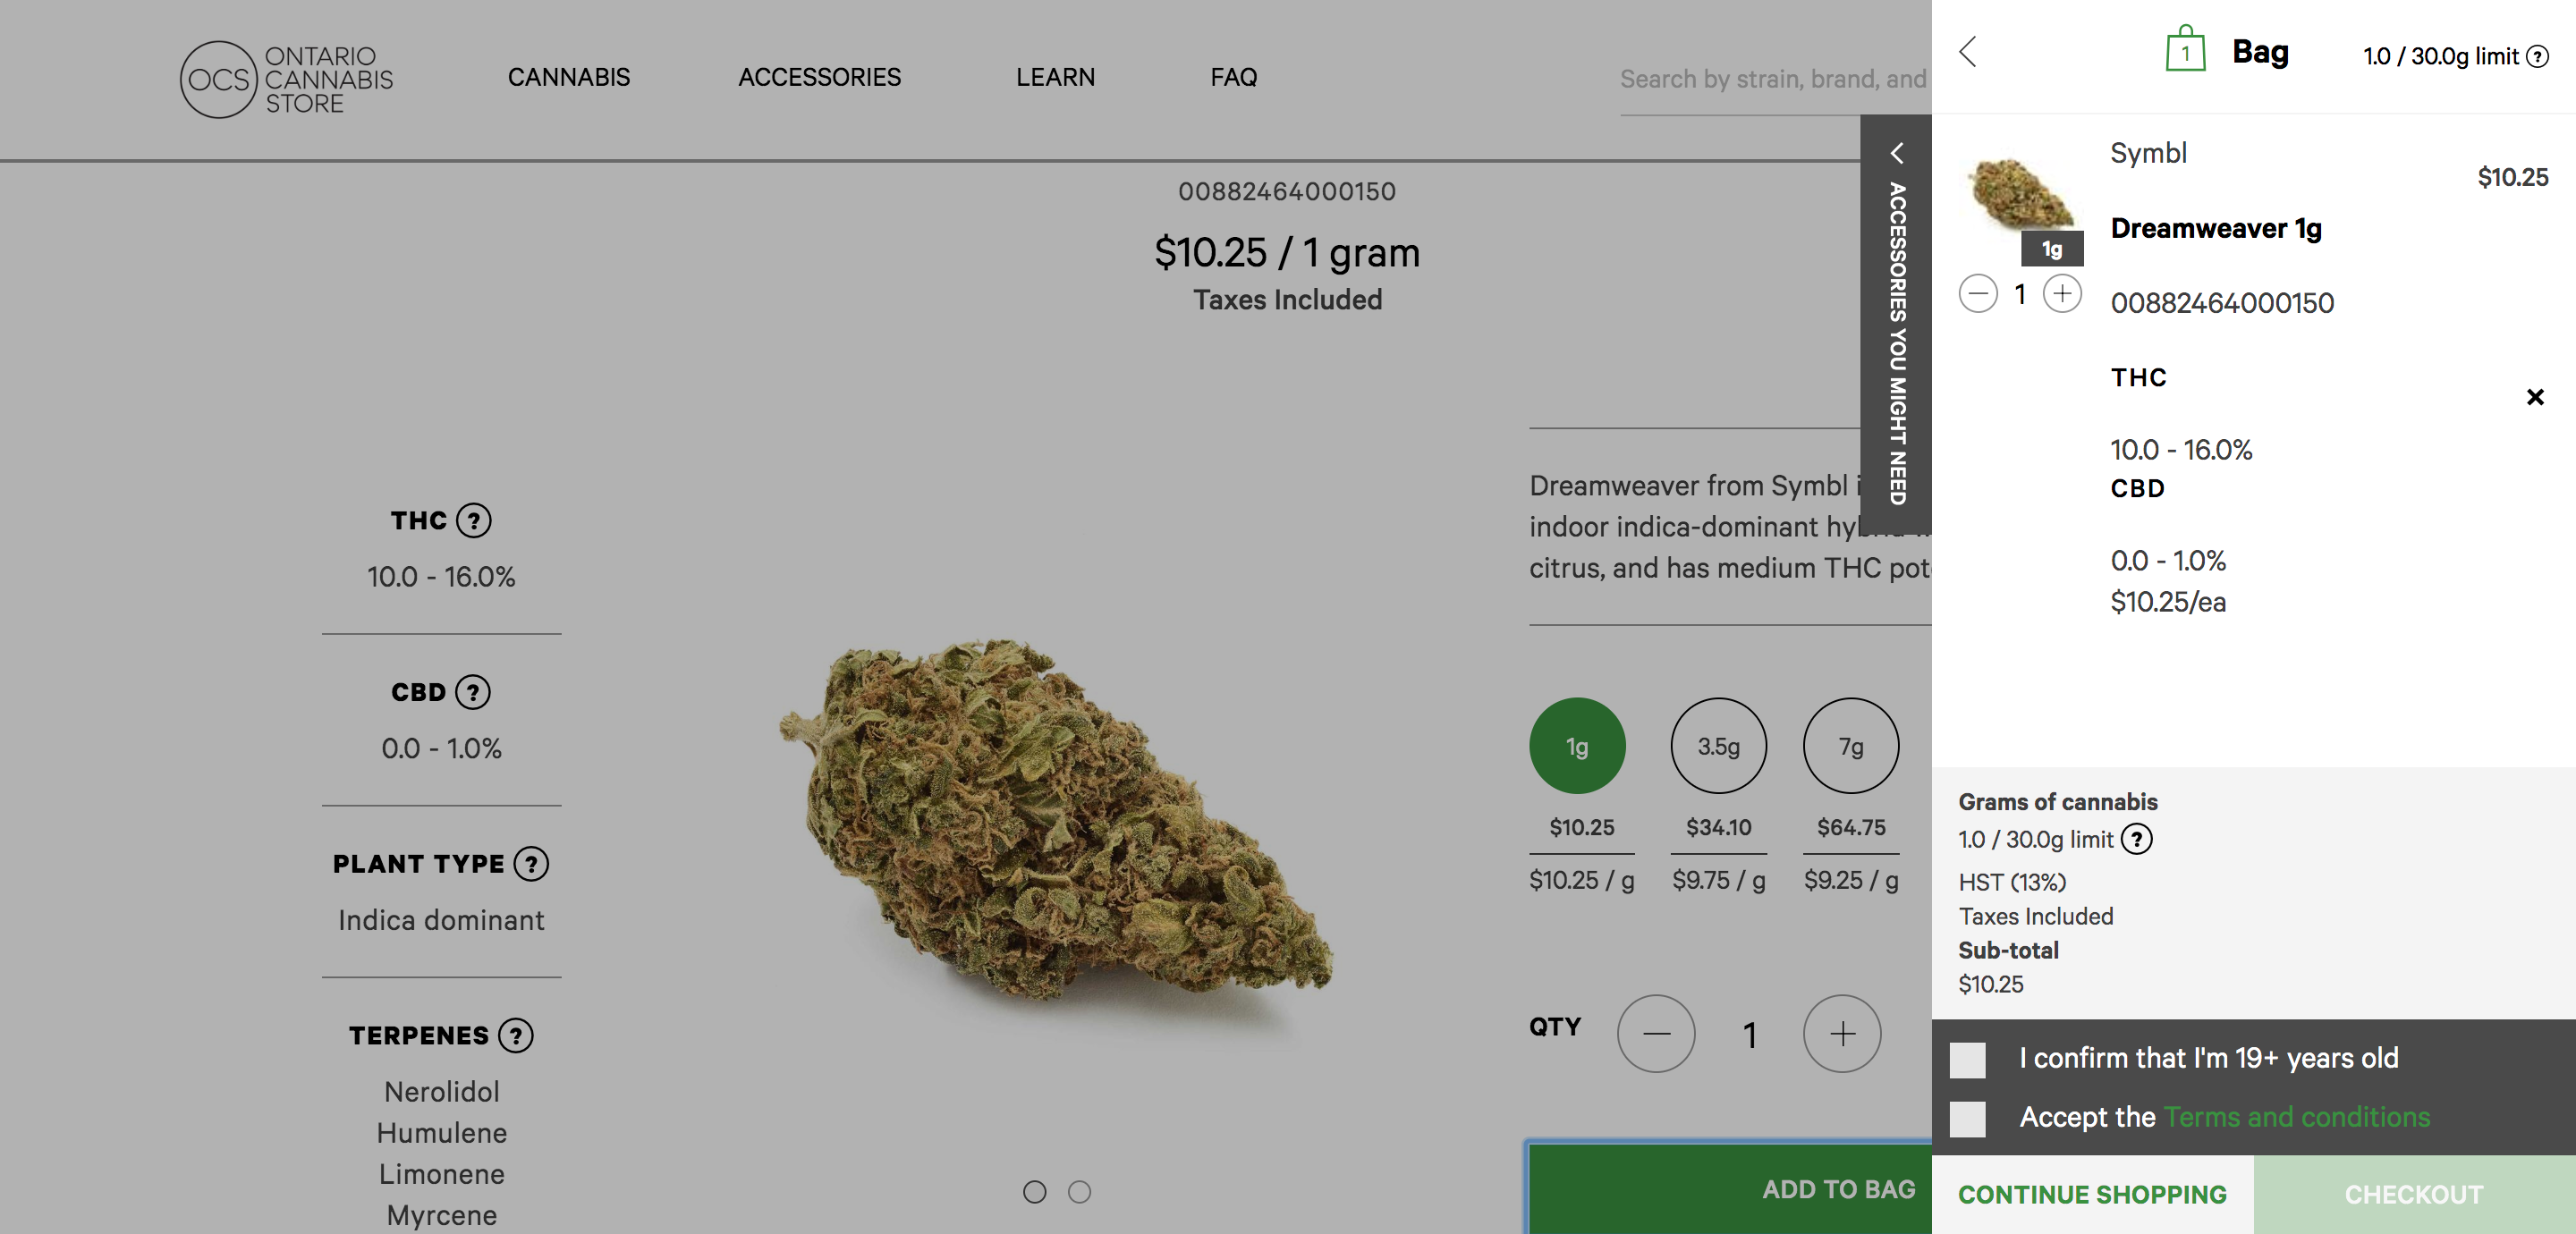 OCS
ONTARIO
CANNABIS
STORE
CANNABIS
ACCESSORIES
LEARN
FAQ
Search by strain, brand, and
00882464000150
$10.25 / 1 gram
Taxes Included
THC ?
10.0 - 16.0%
CBD ?
0.0 - 1.0%
PLANT TYPE ?
Indica dominant
TERPENES ?
Nerolidol
Humulene
Limonene
Myrcene
Dreamweaver from Symbl
indoor indica-dominant
citrus, and has medium THC
1g
3.5g
7g
$10.25
$34.10
$64.75
$10.25 / g
$9.75 / g
$9.25 / g
QTY
1
ADD TO BAG
ACCESSORIES YOU MIGHT NEED
1
Bag
1.0 / 30.0g limit ?
Symbl
$10.25
Dreamweaver 1g
1g
1
00882464000150
THC
10.0 - 16.0%
CBD
0.0 - 1.0%
$10.25/ea
Grams of cannabis
1.0 / 30.0g limit ?
HST (13%)
Taxes Included
Sub-total
$10.25
I confirm that I'm 19+ years old
Accept the Terms and conditions
CONTINUE SHOPPING
CHECKOUT